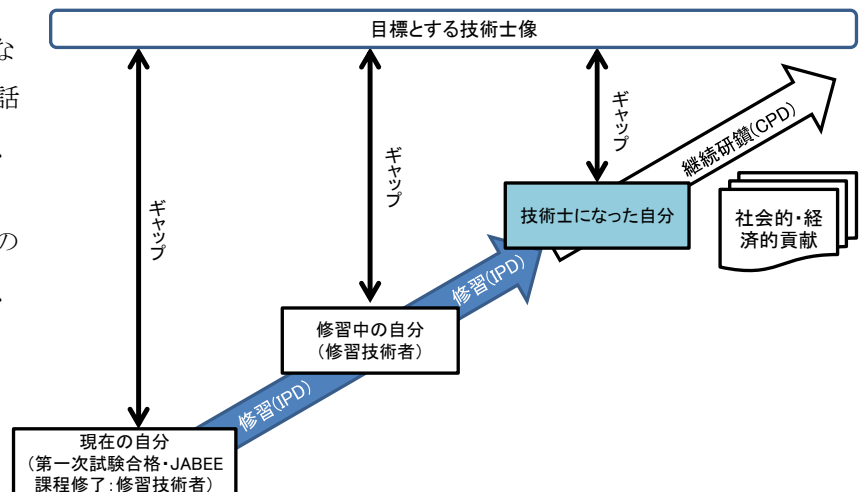 目標とする技術士像
な
話
・
の
・
ギャップ
ギャップ
ギャップ
継続研鑽(CPD)
技術士になった自分
社会的・経
済的貢献
修習(IPD)
修習中の自分
(修習技術者)
修習(IPD)
現在の自分
(第一次試験合格・JABEE
課程修了:修習技術者)